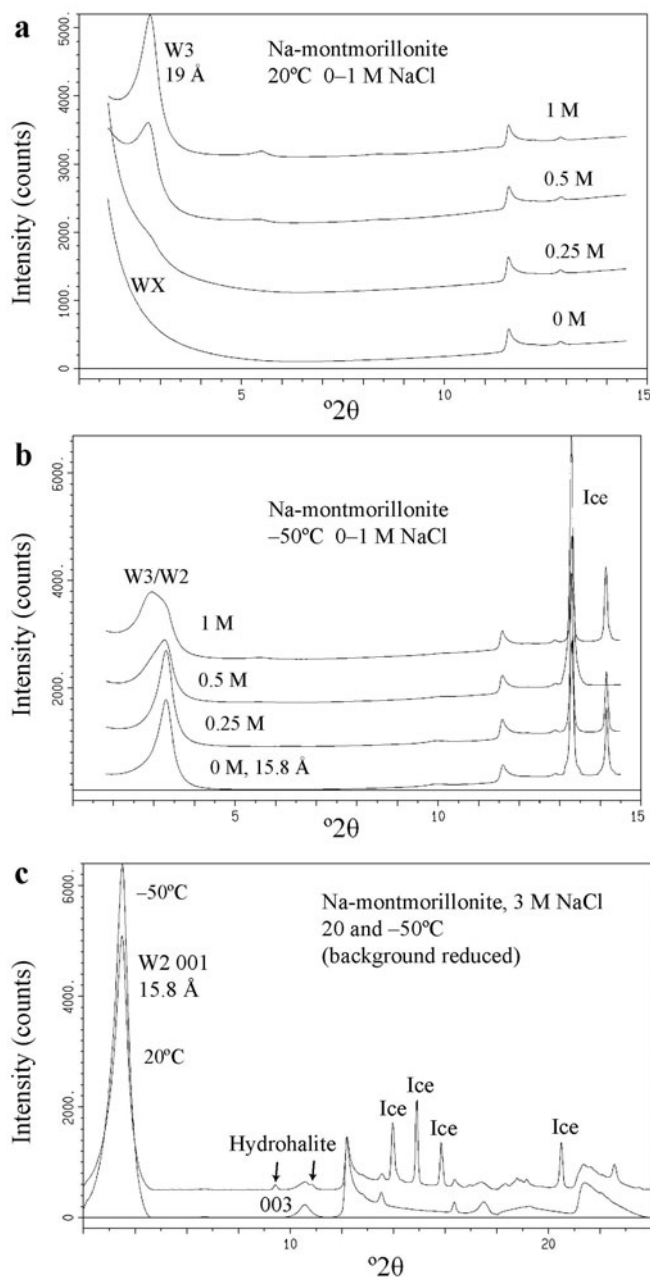 a
5000.
W3
19 Å
Na-montmorillonite
20ºC 0–1 M NaCl
4000.
1 M
3000.
0.5 M
2000.
0.25 M
WX
1000.
0 M
0
Intensity (counts)
5
10
15
º2θ
b
6000.
Ice
Na-montmorillonite
–50ºC 0–1 M NaCl
4000.
W3/W2
1 M
0.5 M
2000.
0.25 M
0 M, 15.8 Å
Intensity (counts)
5
10
15
º2θ
c
6000.
–50ºC
Na-montmorillonite, 3 M NaCl
20 and –50ºC
(background reduced)
W2 001
15.8 Å
4000.
20ºC
Ice
2000.
Ice
Ice
Ice
Hydrohalite
003
0
Intensity (counts)
10
20
º2θ